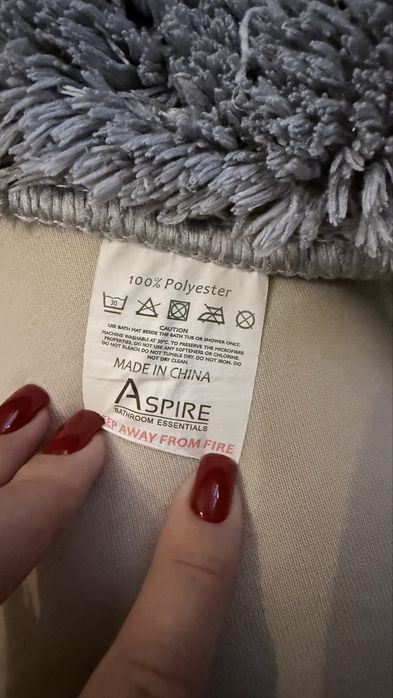 100% Polyester
30
CAUTION
USE BATH MAT BESIDE THE BATH TUB OR SHOWER ONLY.
MACHINE WASHABLE AT 30°C. TO PRESERVE THE MICROFIBRE
PROPERTIES, DO NOT USE ANY SOFTENERS OR CHLORINE.
DO NOT BLEACH. DO NOT TUMBLE DRY. DO NOT IRON. DO
NOT DRY CLEAN.
MADE IN CHINA
ASPIRE
BATHROOM ESSENTIALS
AWAY FROM FIRE